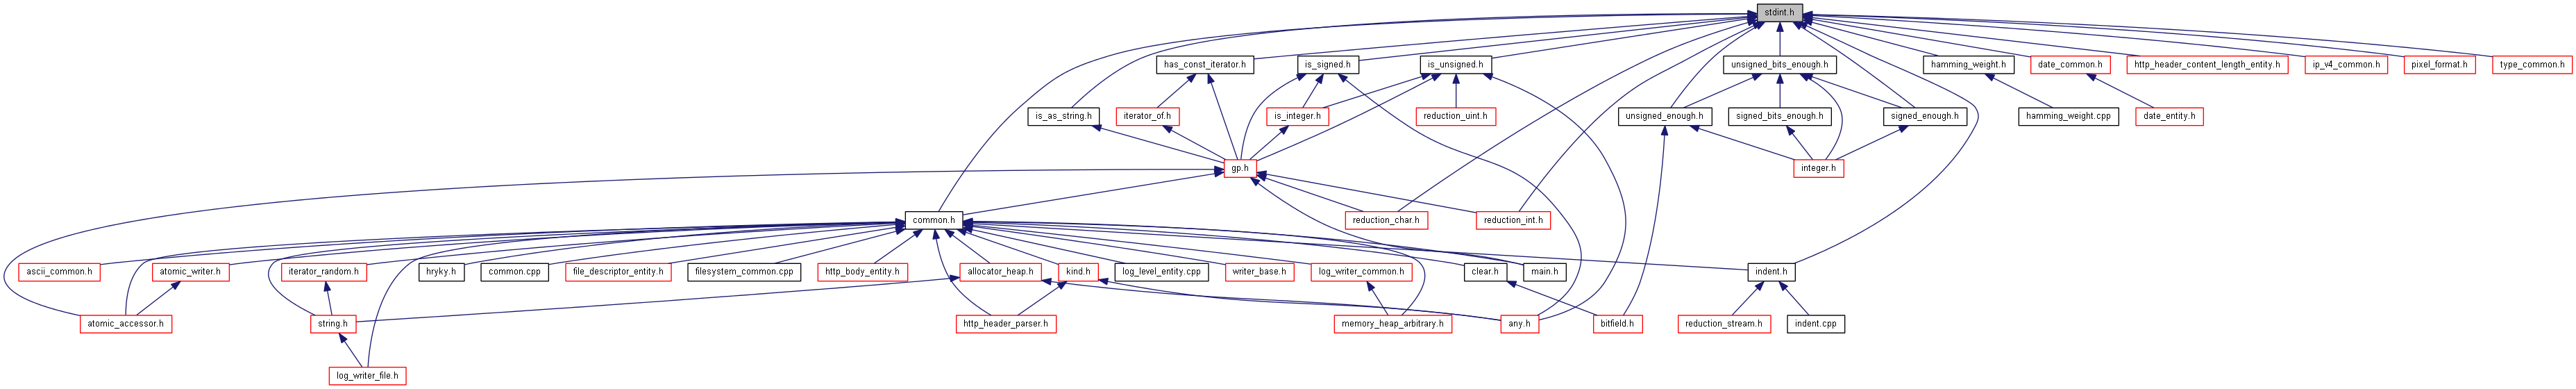 stdint.h
has_const_iterator.h
is_signed.h
is_unsigned.h
unsigned_bits_enough.h
hamming_weight.h
date_common.h
http_header_content_length_entity.h
ip_v4_common.h
pixel_format.h
type_common.h
is_as_string.h
iterator_of.h
is_integer.h
reduction_uint.h
unsigned_enough.h
signed_bits_enough.h
signed_enough.h
hamming_weight.cpp
date_entity.h
gp.h
integer.h
common.h
reduction_char.h
reduction_int.h
ascii_common.h
atomic_writer.h
iterator_random.h
hryky.h
common.cpp
file_descriptor_entity.h
filesystem_common.cpp
http_body_entity.h
allocator_heap.h
kind.h
log_level_entity.cpp
writer_base.h
log_writer_common.h
clear.h
main.h
indent.h
atomic_accessor.h
string.h
http_header_parser.h
memory_heap_arbitrary.h
any.h
bitfield.h
reduction_stream.h
indent.cpp
log_writer_file.h